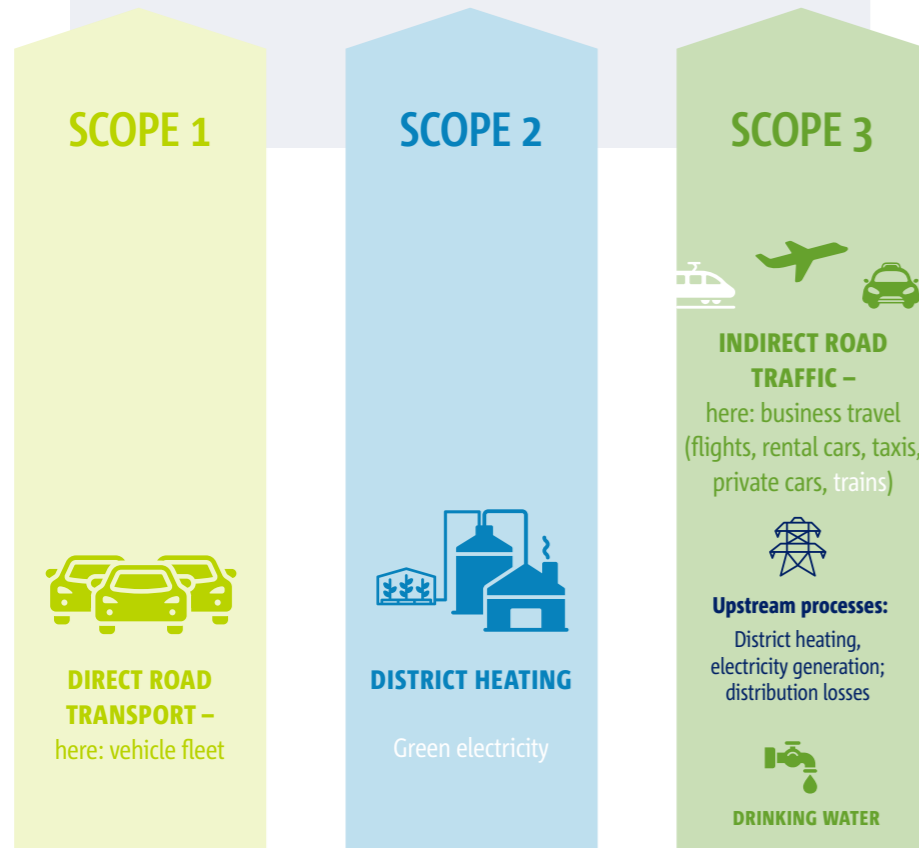 SCOPE 1
DIRECT ROAD
TRANSPORT –
here: vehicle fleet
SCOPE 2
DISTRICT HEATING
Green electricity
SCOPE 3
INDIRECT ROAD
TRAFFIC –
here: business travel
(flights, rental cars, taxis,
private cars, trains)
Upstream processes:
District heating,
electricity generation;
distribution losses
DRINKING WATER